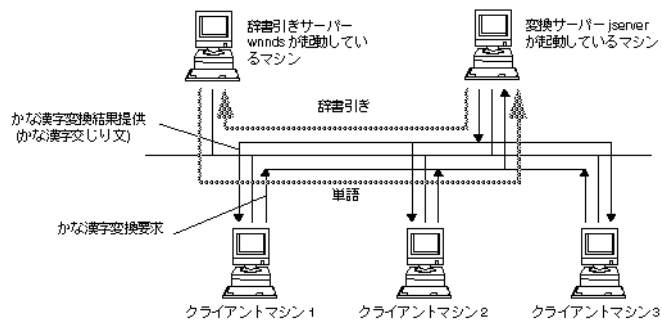 辞書引きサーバー
wnnds が起動してい
るマシン
変換サーバー jserver
が起動しているマシン
辞書引き
かな漢字変換結果提供
(かな漢字交じり文)
単語
かな漢字変換要求
クライアントマシン 1
クライアントマシン 2
クライアントマシン 3